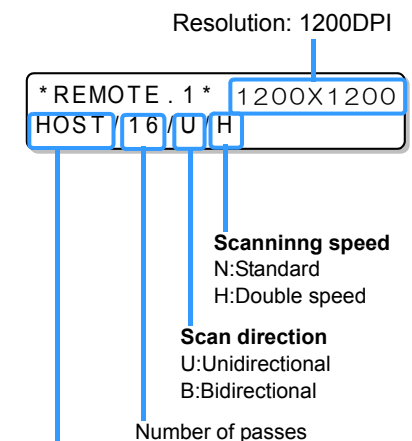 Resolution: 1200DPI
*REMOTE.1* 1200X1200
HOST/16/U/H
Scanninng speed
N:Standard
H:Double speed
Scan direction
U:Unidirectional
B:Bidirectional
Number of passes